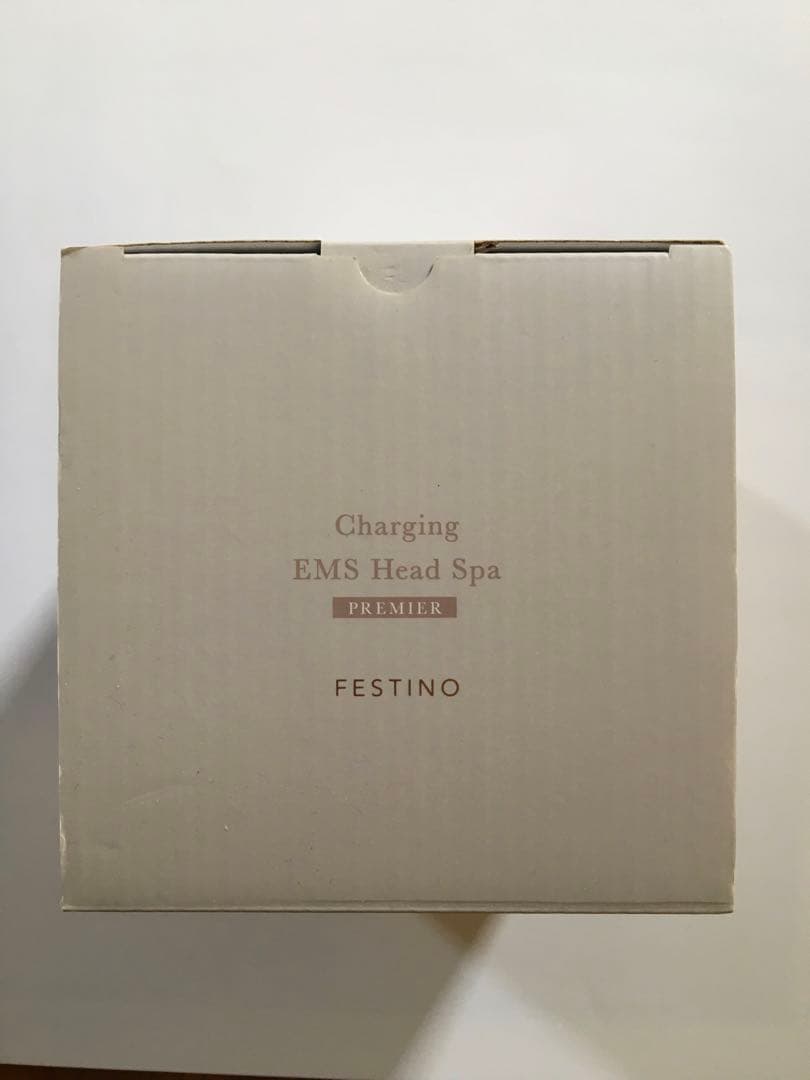 Charging
EMS Head Spa
PREMIER
FESTINO